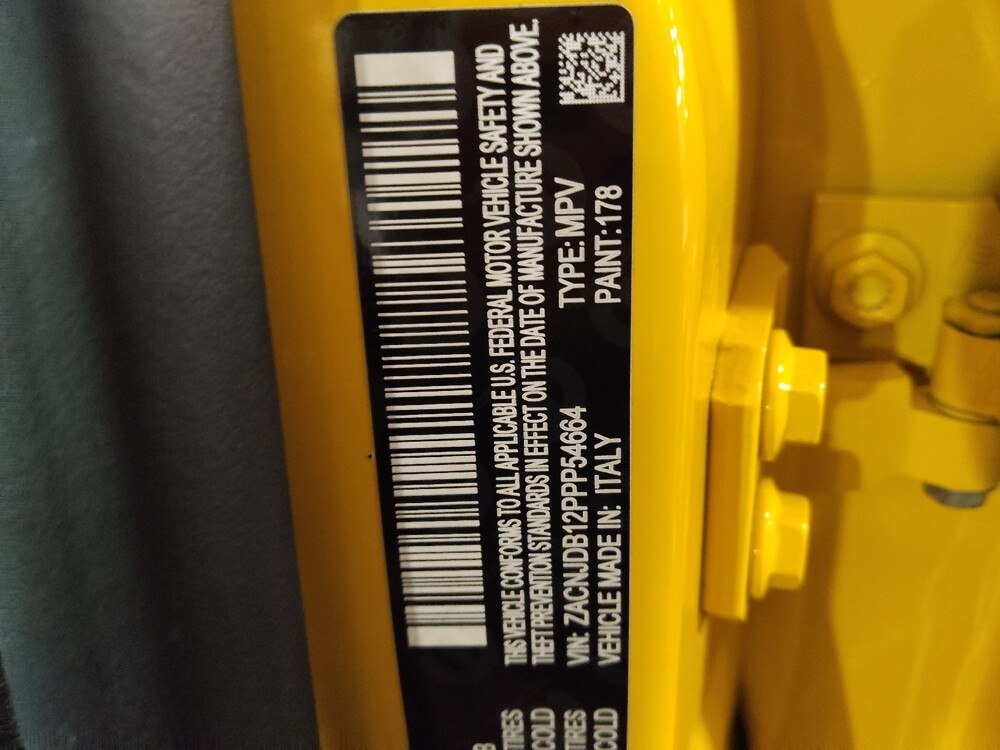 THIS VEHICLE CONFORMS TO ALL APPLICABLE U.S. FEDERAL MOTOR VEHICLE SAFETY AND
THEFT PREVENTION STANDARDS IN EFFECT ON THE DATE OF MANUFACTURE SHOWN ABOVE.
VIN: ZACNJDB12PPP54664 TYPE: MPV
VEHICLE MADE IN: ITALY PAINT: 178
B
TIRES
COLD
TIRES
COLD